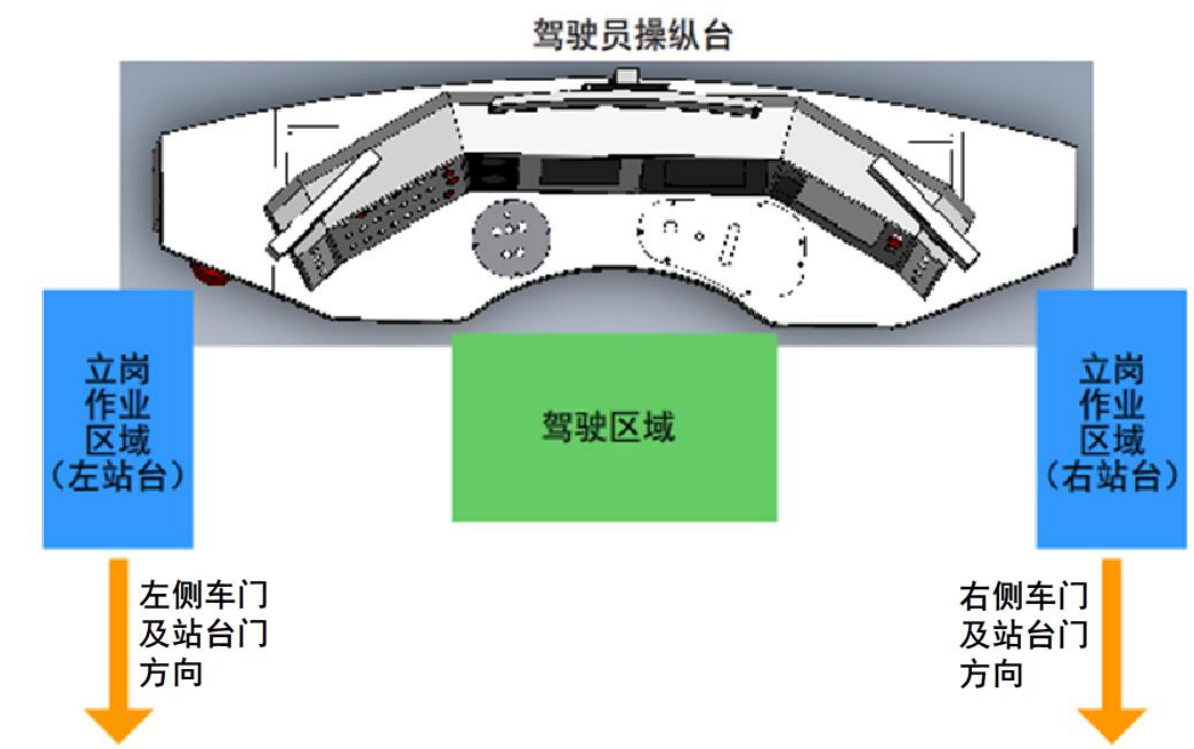 驾驶员操纵台
立岗
作业
区域
（左站台）
驾驶区域
立岗
作业
区域
（右站台）
左侧车门
及站台门
方向
右侧车门
及站台门
方向